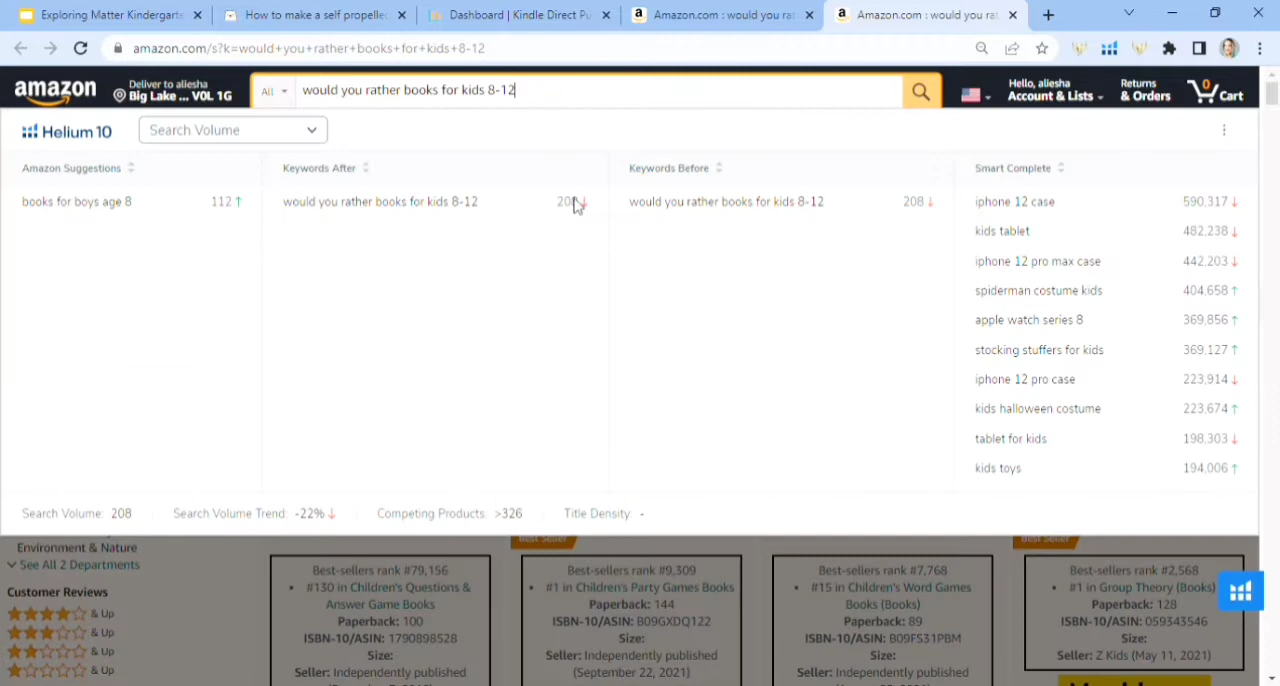 Exploring Matter Kindergart
How to make a self propelle
Dashboard | Kindle Direct Pu
Amazon.com : would you rat
Amazon.com : would you rat
amazon.com/s?k=would+you+rather+books+for+kids+8-12
amazon
Deliver to aliesha
Big Lake ... V0L 1G
All
would you rather books for kids 8-12
Hello, aliesha
Account & Lists
Returns
& Orders
0
Cart
Helium 10
Search Volume
Amazon Suggestions
Keywords After
Keywords Before
Smart Complete
books for boys age 8 112 ↑
would you rather books for kids 8-12 208 ↓
would you rather books for kids 8-12 208 ↓
iphone 12 case 590,317 ↓
kids tablet 482,238 ↓
iphone 12 pro max case 442,203 ↓
spiderman costume kids 404,658 ↑
apple watch series 8 369,856 ↑
stocking stuffers for kids 369,127 ↑
iphone 12 pro case 223,914 ↓
kids halloween costume 223,674 ↑
tablet for kids 198,303 ↓
kids toys 194,006 ↑
Search Volume: 208
Search Volume Trend: -22% ↓
Competing Products: >326
Title Density: -
Environment & Nature
See All 2 Departments
Customer Reviews
& Up
& Up
& Up
& Up
Best-sellers rank #79,156
• #130 in Children's Questions &
Answer Game Books
Paperback: 100
ISBN-10/ASIN: 1790898528
Size:
Seller: Independently published
Best Seller
Best-sellers rank #9,309
• #1 in Children's Party Games Books
Paperback: 144
ISBN-10/ASIN: B09GXDQ122
Size:
Seller: Independently published
(September 22, 2021)
Best-sellers rank #7,768
• #15 in Children's Word Games
Books (Books)
Paperback: 89
ISBN-10/ASIN: B09FS31PBM
Size:
Seller: Independently published
Best Seller
Best-sellers rank #2,568
• #1 in Group Theory (Books)
Paperback: 128
ISBN-10/ASIN: 059343546
Size:
Seller: Z Kids (May 11, 2021)